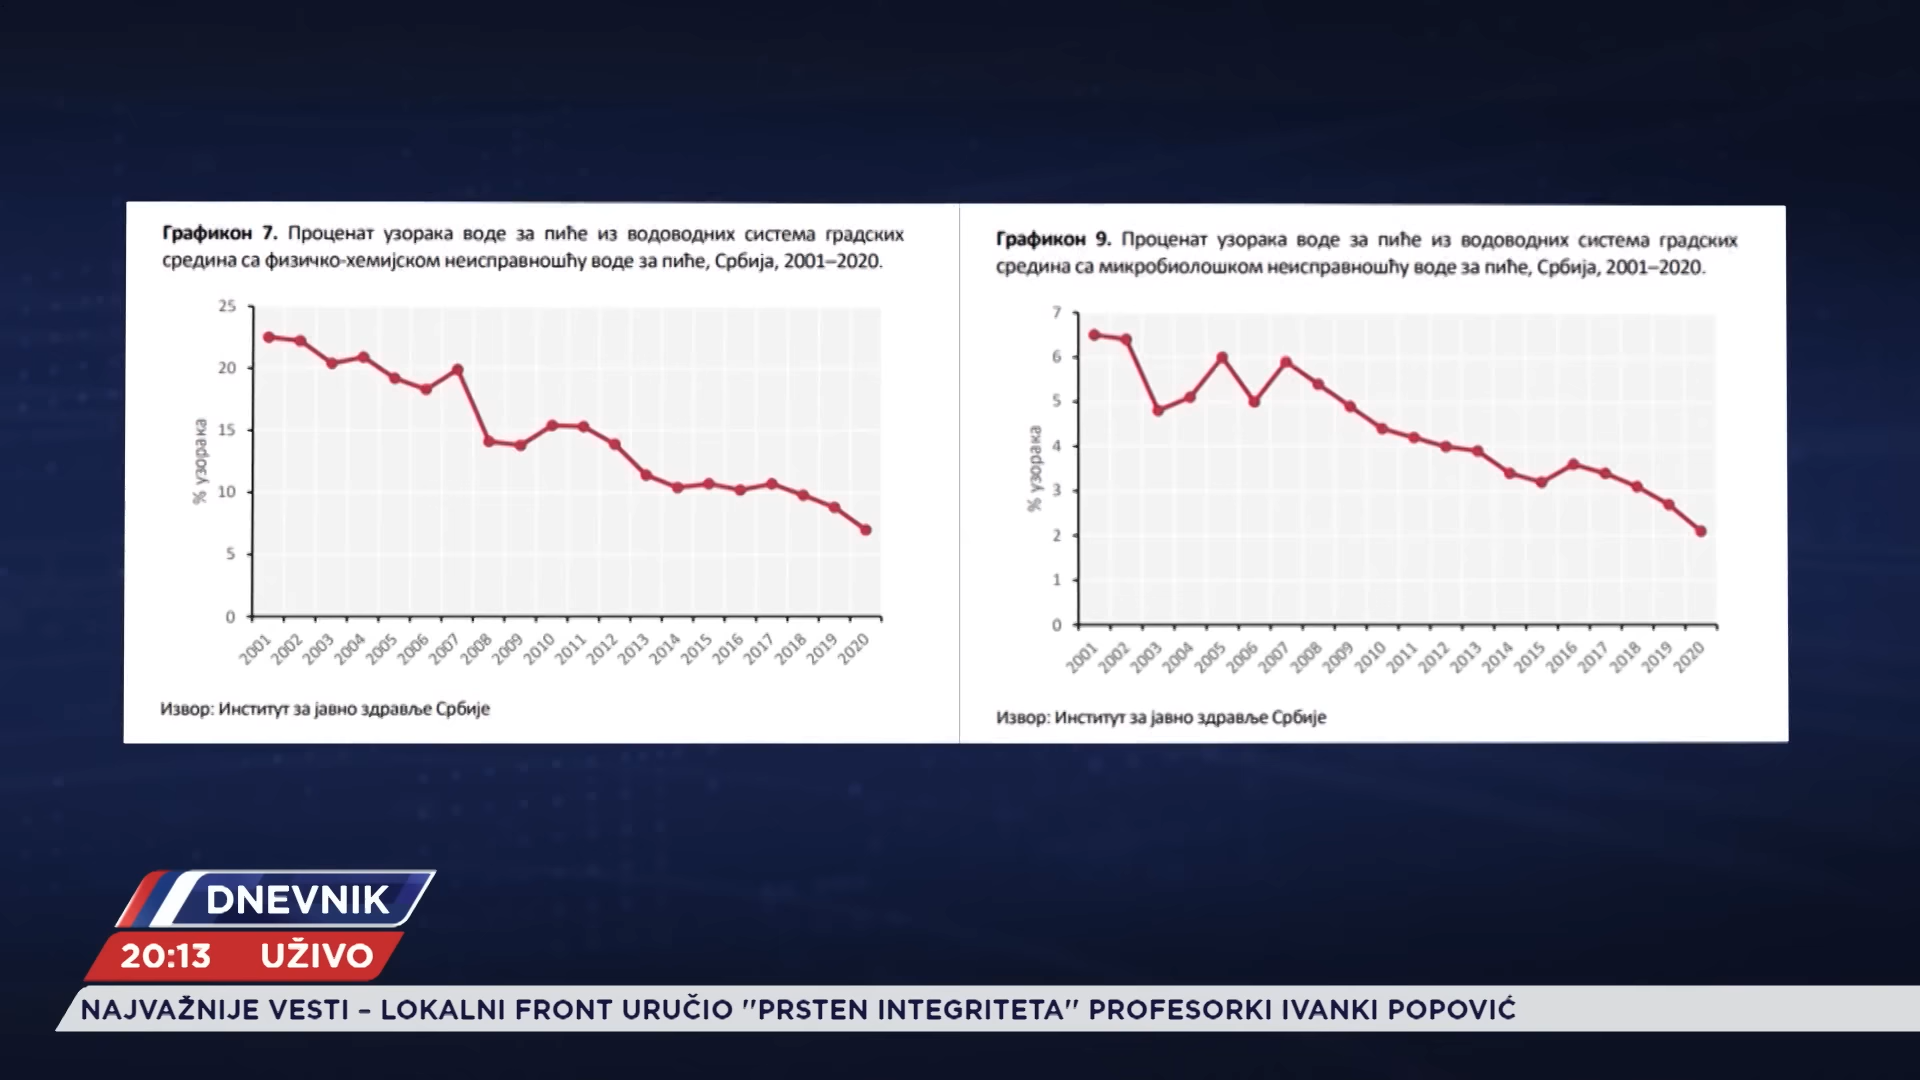 Графикон 7. Проценат узорака воде за пиће из водоводних система градских
средина са физичко-хемијском неисправношћу воде за пиће, Србија, 2001–2020.
25
20
15
10
5
0
% узорака
2001 2002 2003 2004 2005 2006 2007 2008 2009 2010 2011 2012 2013 2014 2015 2016 2017 2018 2019 2020
Извор: Институт за јавно здравље Србије
Графикон 9. Проценат узорака воде за пиће из водоводних система градских
средина са микробиолошком неисправношћу воде за пиће, Србија, 2001–2020.
7
6
5
4
3
2
1
0
% узорака
2001 2002 2003 2004 2005 2006 2007 2008 2009 2010 2011 2012 2013 2014 2015 2016 2017 2018 2019 2020
Извор: Институт за јавно здравље Србије
DNEVNIK
20:13 UŽIVO
NAJVAŽNIJE VESTI – LOKALNI FRONT URUČIO "PRSTEN INTEGRITETA" PROFESORKI IVANKI POPOVIĆ